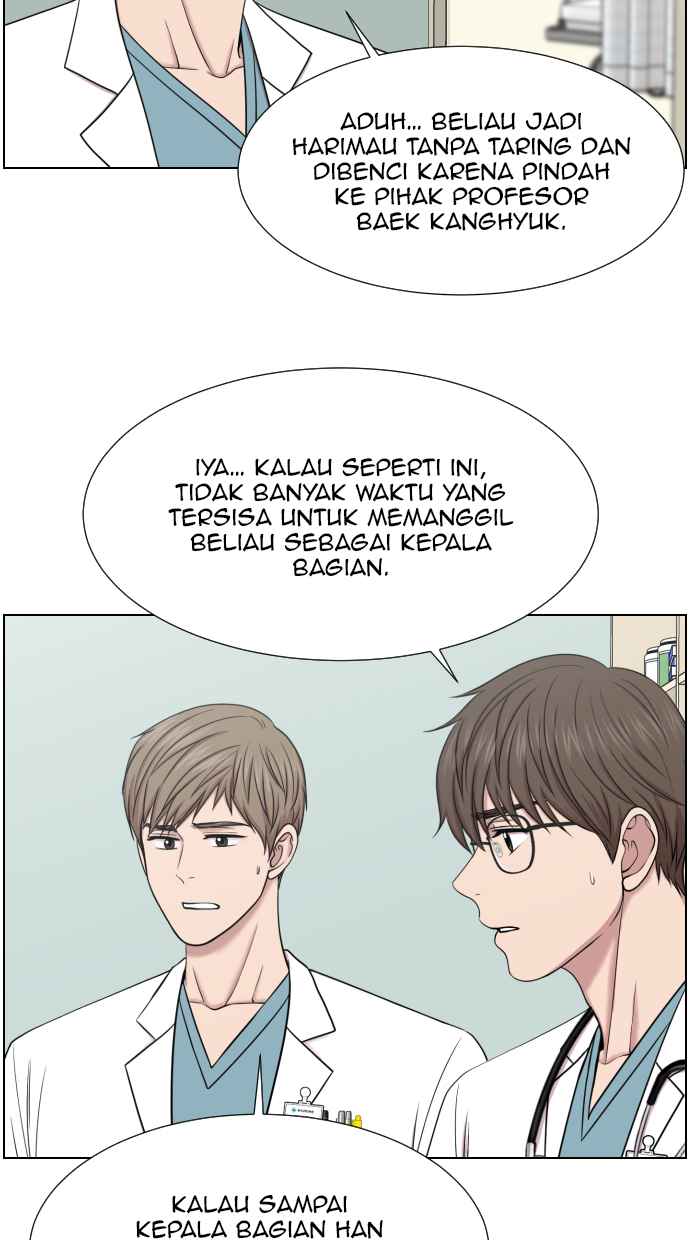 ADUH... BELIAU JADI
HARIMAU TANPA TARING DAN
DIBENCI KARENA PINDAH
KE PIHAK PROFESOR
BAEK KANGHYUK.
IYA... KALAU SEPERTI INI,
TIDAK BANYAK WAKTU YANG
TERSISA UNTUK MEMANGGIL
BELIAU SEBAGAI KEPALA
BAGIAN.
KALAU SAMPAI
KEPALA BAGIAN HAN